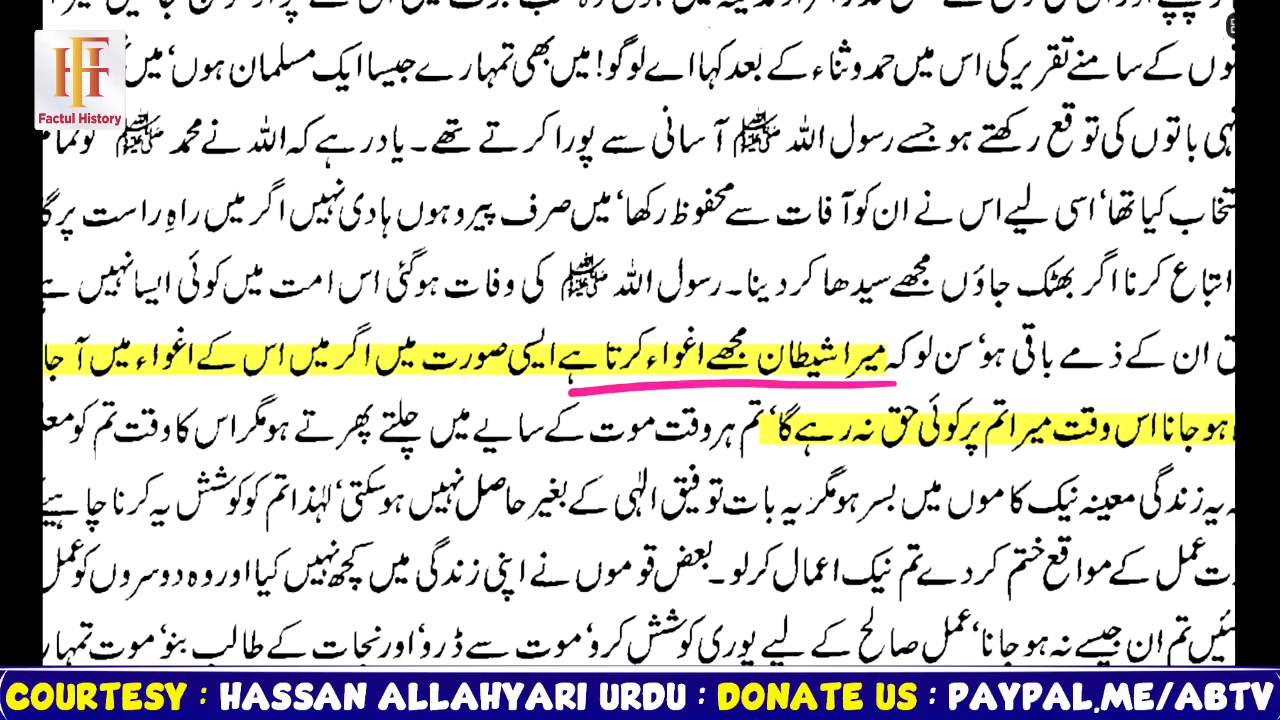 Factul History
نوں کے سامنے تقریر کی اس میں حمد و ثناء کے بعد کہا اے لوگو! میں بھی تمہارے جیسا ایک مسلمان ہوں‘ میں
باتوں کی توقع رکھتے ہو جسے رسول اللہ ﷺ آسانی سے پورا کرتے تھے۔ یاد رہے کہ اللہ نے محمد ﷺ کو تمام
تخاب کیا تھا‘ اسی لیے اس نے ان کو آفات سے محفوظ رکھا‘ میں صرف پیرو ہوں ہادی نہیں اگر میں راہِ راست پر
اتباع کرنا اگر بھٹک جاؤں مجھے سیدھا کر دینا۔ رسول اللہ ﷺ کی وفات ہوگئی اس امت میں کوئی ایسا نہیں ہے
ان کے ذمے باقی ہو‘ سن لو کہ میرا شیطان مجھے اغواء کرتا ہے ایسی صورت میں اگر میں اس کے اغواء میں آ جا
ہو جانا اس وقت میرا تم پر کوئی حق نہ رہے گا‘ تم ہر وقت موت کے سایے میں چلتے پھرتے ہو مگر اس کا وقت تم کو
یہ زندگی معینہ نیک کاموں میں بسر ہو مگر یہ بات توفیق الٰہی کے بغیر حاصل نہیں ہو سکتی‘ لہٰذا تم کو کوشش یہ کرنا چاہیے
عمل کے مواقع ختم کر دے تم نیک اعمال کر لو۔ بعض قوموں نے اپنی زندگی میں کچھ نہیں کیا اور وہ دوسروں کو عمل
تم ان جیسے نہ ہو جانا‘ عمل صالح کے لیے پوری کوشش کرو‘ موت سے ڈرو‘ اور نجات کے طالب بنو‘ موت تمہار
COURTESY : HASSAN ALLAHYARI URDU : DONATE US : PAYPAL.ME/ABTV